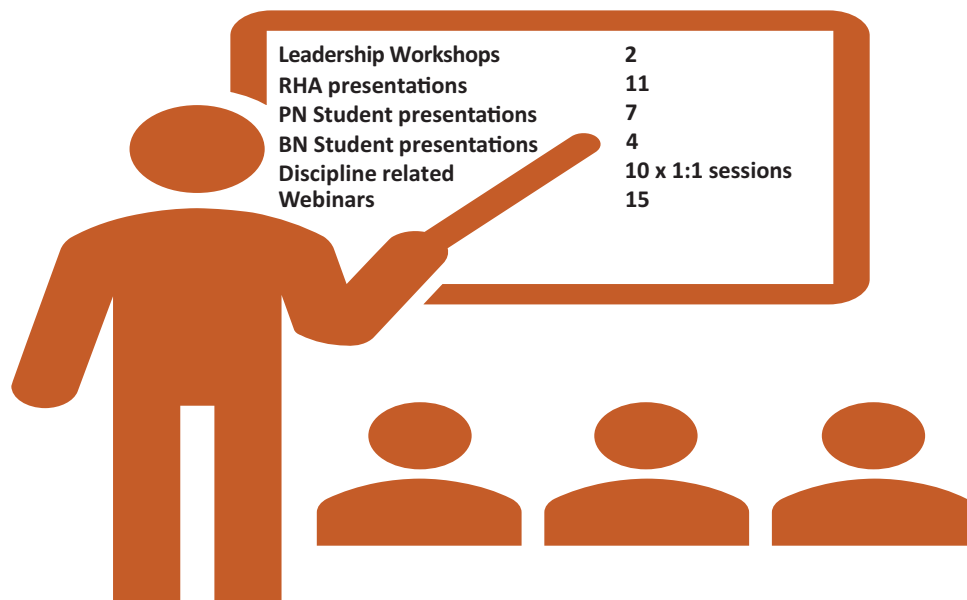 Leadership Workshops 2
RHA presentations 11
PN Student presentations 7
BN Student presentations 4
Discipline related 10 x 1:1 sessions
Webinars 15